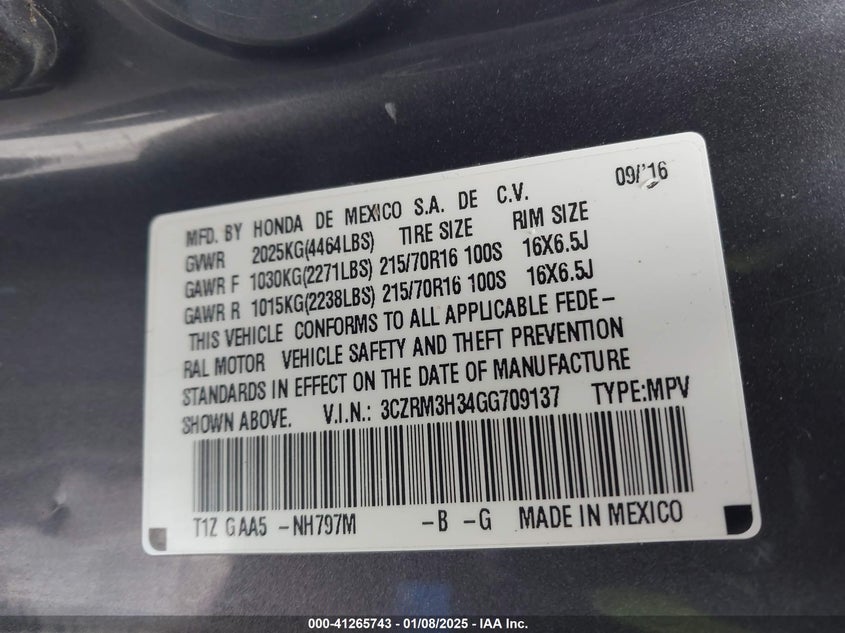 09/'16
MFD. BY HONDA DE MEXICO S.A. DE C.V.
GVWR 2025KG(4464LBS) TIRE SIZE RIM SIZE
GAWR F 1030KG(2271LBS) 215/70R16 100S 16X6.5J
GAWR R 1015KG(2238LBS) 215/70R16 100S 16X6.5J
THIS VEHICLE CONFORMS TO ALL APPLICABLE FEDE-
RAL MOTOR VEHICLE SAFETY AND THEFT PREVENTION
STANDARDS IN EFFECT ON THE DATE OF MANUFACTURE
SHOWN ABOVE. V.I.N.: 3CZRM3H34GG709137 TYPE:MPV
T1Z GAA5 -NH797M -B -G MADE IN MEXICO
000-41265743 - 01/08/2025 - IAA Inc.